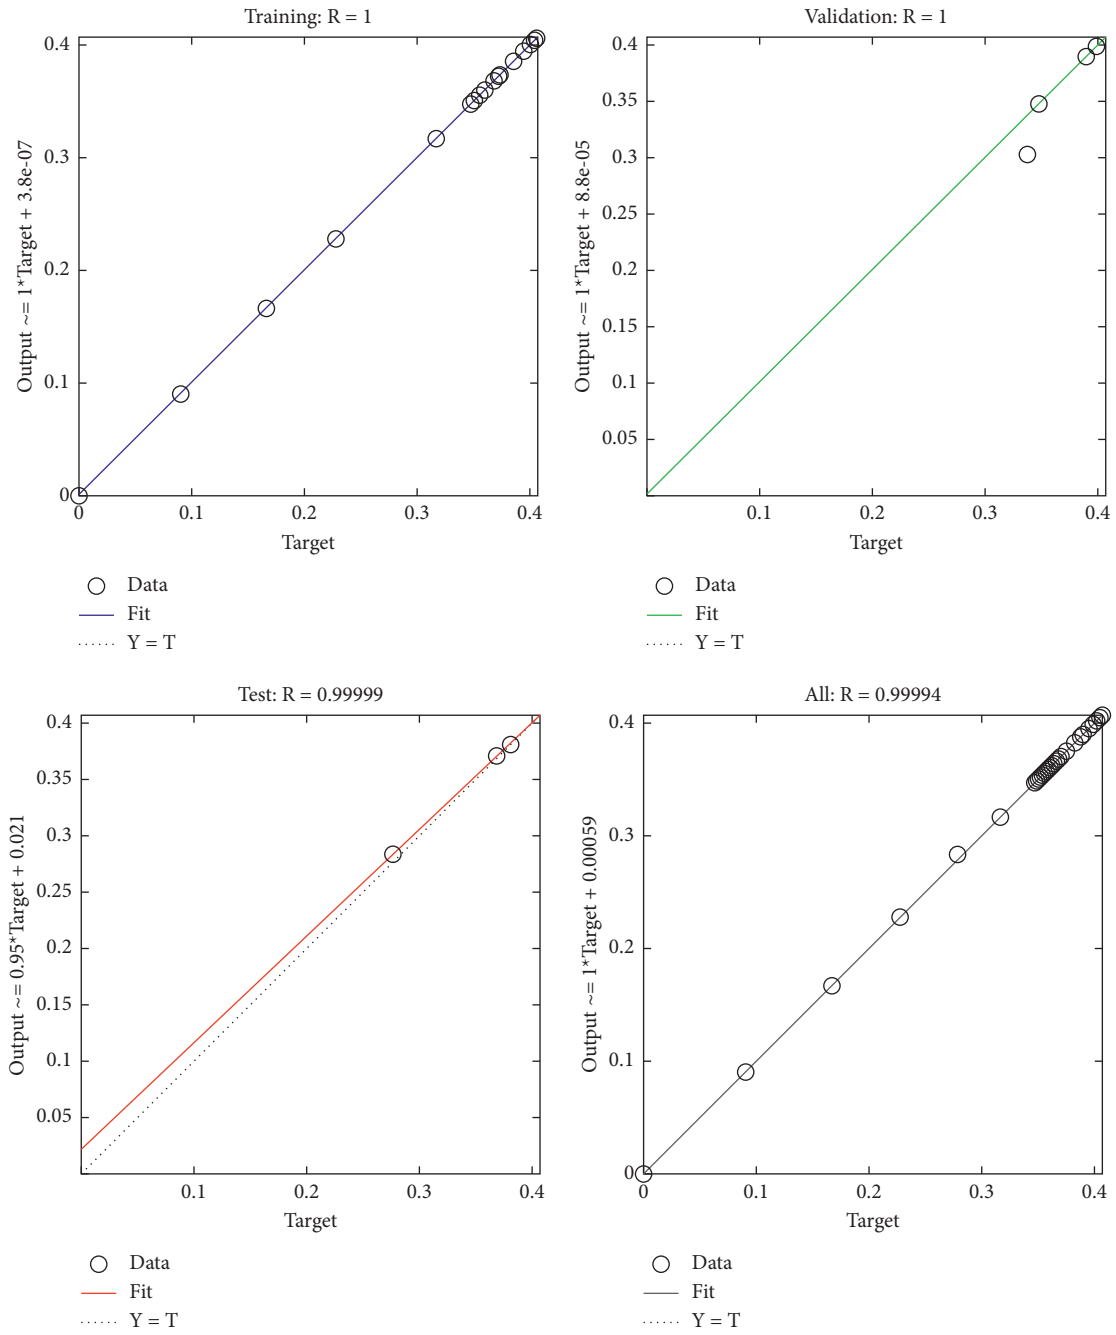 Training: R = 1
Output ~= 1*Target + 3.8e-07
0.4
0.3
0.2
0.1
0
0 0.1 0.2 0.3 0.4
Target
Data
Fit
Y = T
Validation: R = 1
Output ~= 1*Target + 8.8e-05
0.4
0.35
0.3
0.25
0.2
0.15
0.1
0.05
0.1 0.2 0.3 0.4
Target
Data
Fit
Y = T
Test: R = 0.99999
Output ~= 0.95*Target + 0.021
0.4
0.35
0.3
0.25
0.2
0.15
0.1
0.05
0.1 0.2 0.3 0.4
Target
Data
Fit
Y = T
All: R = 0.99994
Output ~= 1*Target + 0.00059
0.4
0.3
0.2
0.1
0
0 0.1 0.2 0.3 0.4
Target
Data
Fit
Y = T